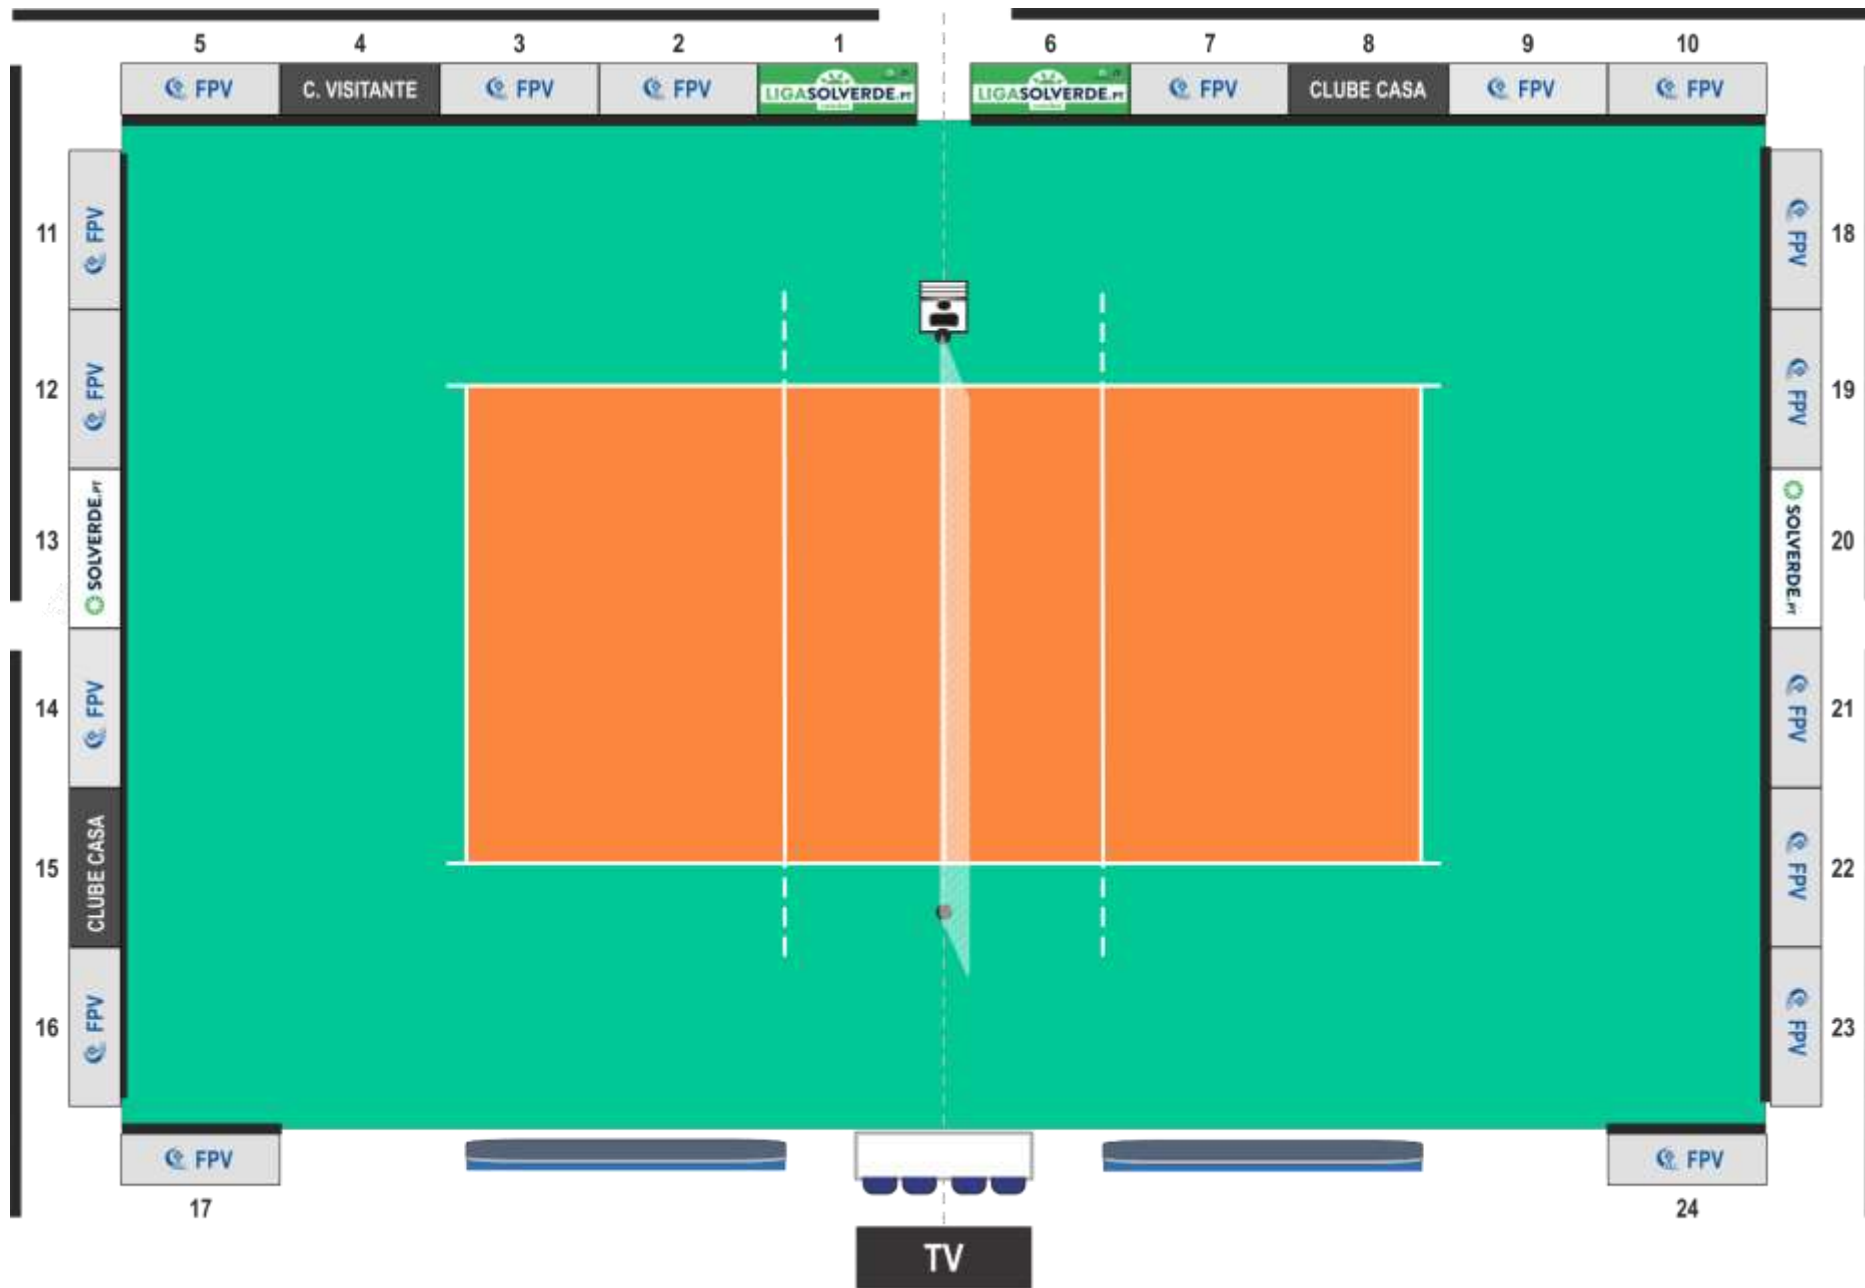 5 4 3 2 1 6 7 8 9 10
FPV C. VISITANTE FPV FPV LIGASOLVERDE.PT LIGASOLVERDE.PT FPV CLUBE CASA FPV FPV
11 FPV
12 FPV
13 SOLVERDE.PT
14 FPV
15 CLUBE CASA
16 FPV
FPV 18
FPV 19
SOLVERDE.PT 20
FPV 21
FPV 22
FPV 23
FPV
17
FPV
24
TV